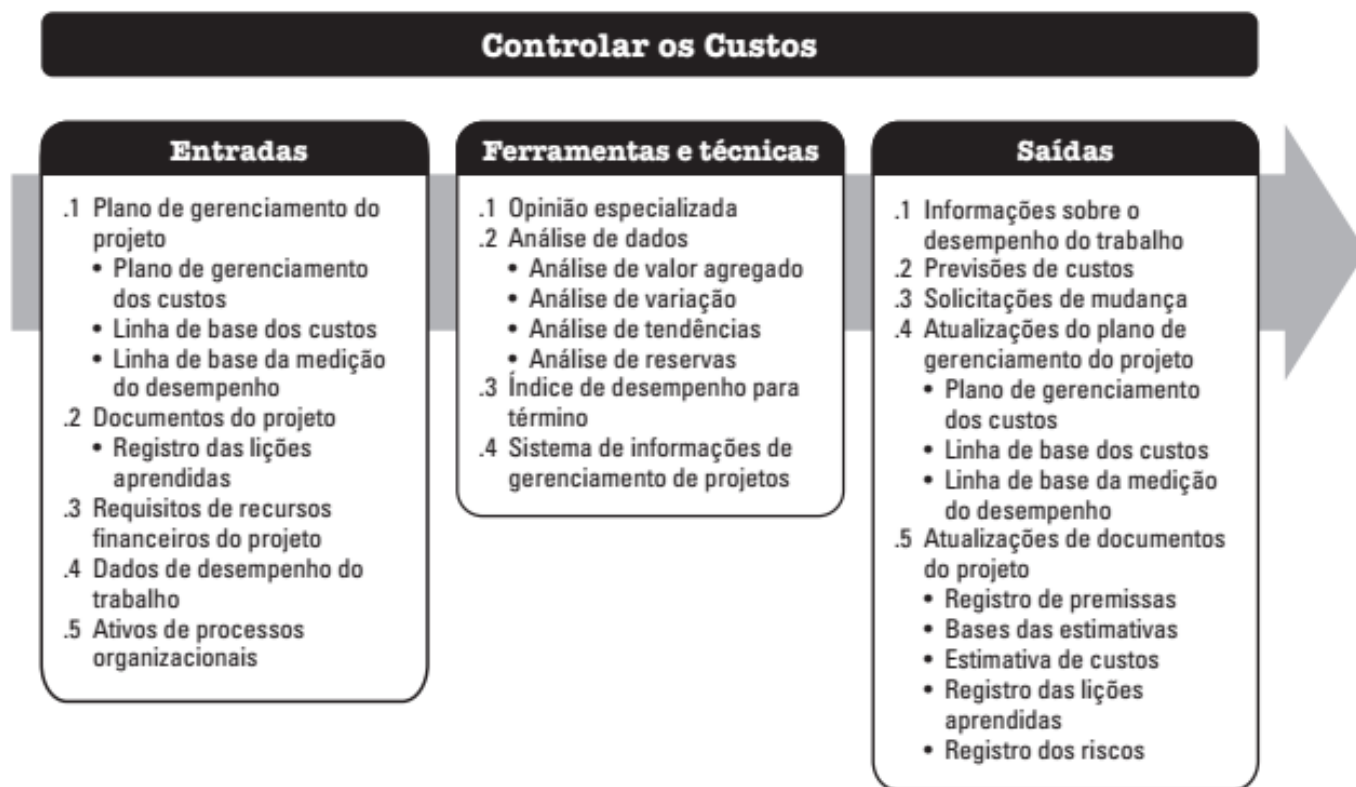 Controlar os Custos
Entradas
.1 Plano de gerenciamento do
projeto
• Plano de gerenciamento
dos custos
• Linha de base dos custos
• Linha de base da medição
do desempenho
.2 Documentos do projeto
• Registro das lições
aprendidas
.3 Requisitos de recursos
financeiros do projeto
.4 Dados de desempenho do
trabalho
.5 Ativos de processos
organizacionais
Ferramentas e técnicas
.1 Opinião especializada
.2 Análise de dados
• Análise de valor agregado
• Análise de variação
• Análise de tendências
• Análise de reservas
.3 Índice de desempenho para
término
.4 Sistema de informações de
gerenciamento de projetos
Saídas
.1 Informações sobre o
desempenho do trabalho
.2 Previsões de custos
.3 Solicitações de mudança
.4 Atualizações do plano de
gerenciamento do projeto
• Plano de gerenciamento
dos custos
• Linha de base dos custos
• Linha de base da medição
do desempenho
.5 Atualizações de documentos
do projeto
• Registro de premissas
• Bases das estimativas
• Estimativa de custos
• Registro das lições
aprendidas
• Registro dos riscos